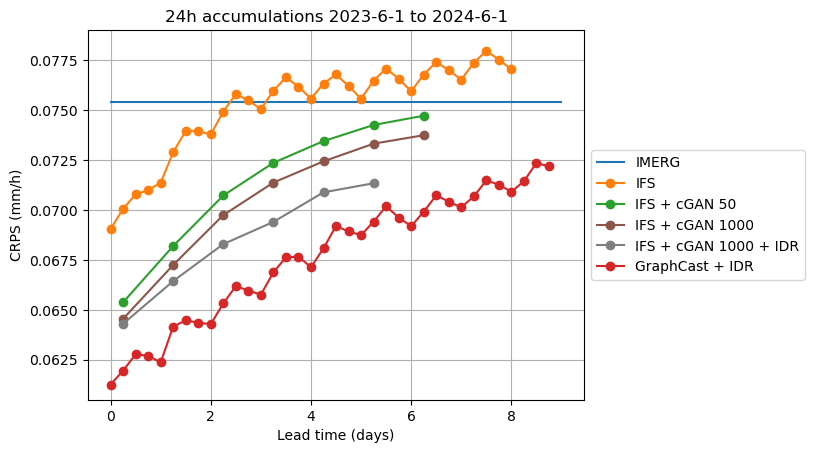 24h accumulations 2023-6-1 to 2024-6-1
CRPS (mm/h)
0.0775
0.0750
0.0725
0.0700
0.0675
0.0650
0.0625
0
2
4
6
8
Lead time (days)
IMERG
IFS
IFS + cGAN 50
IFS + cGAN 1000
IFS + cGAN 1000 + IDR
GraphCast + IDR